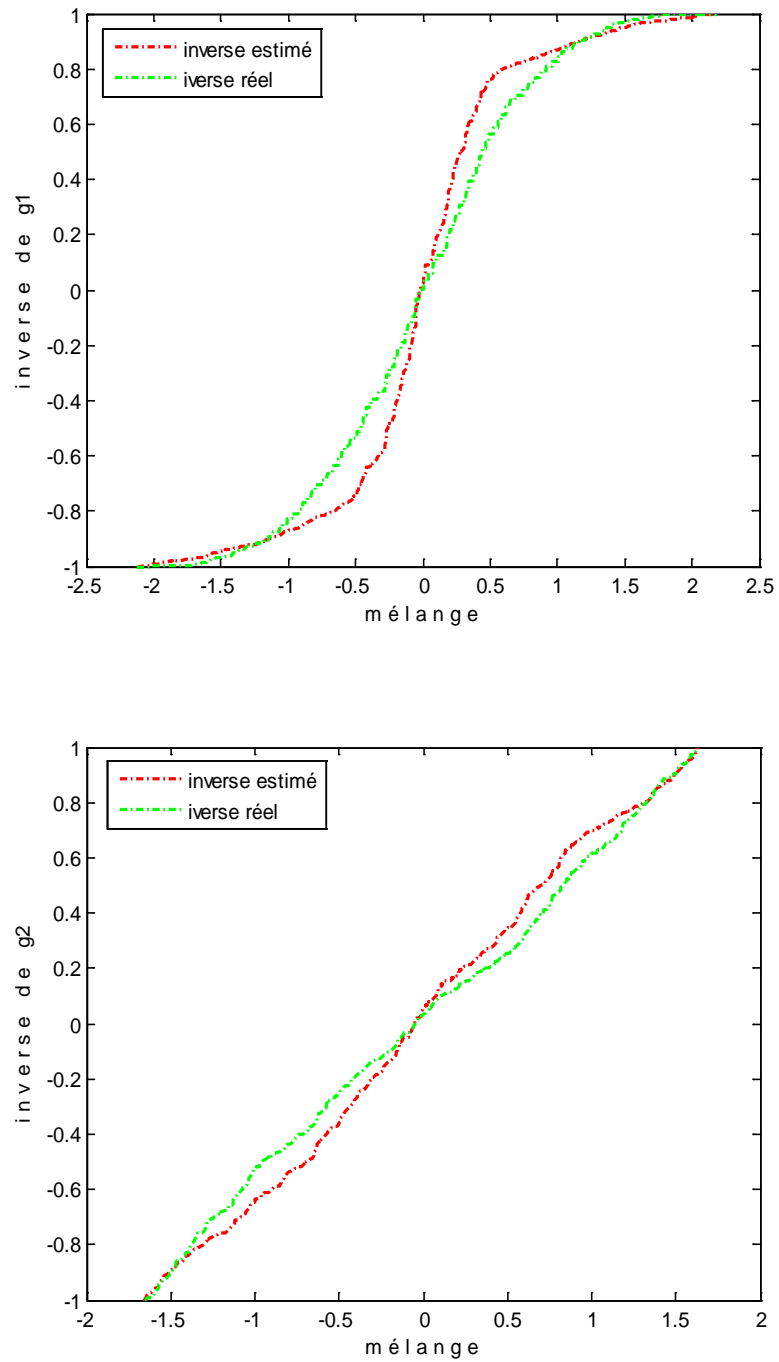 inverse estimé
iverse réel
1
0.8
0.6
0.4
0.2
0
-0.2
-0.4
-0.6
-0.8
-1
inverse de g1
-2.5 -2 -1.5 -1 -0.5 0 0.5 1 1.5 2 2.5
mélange
inverse estimé
iverse réel
1
0.8
0.6
0.4
0.2
0
-0.2
-0.4
-0.6
-0.8
-1
inverse de g2
-2 -1.5 -1 -0.5 0 0.5 1 1.5 2
mélange